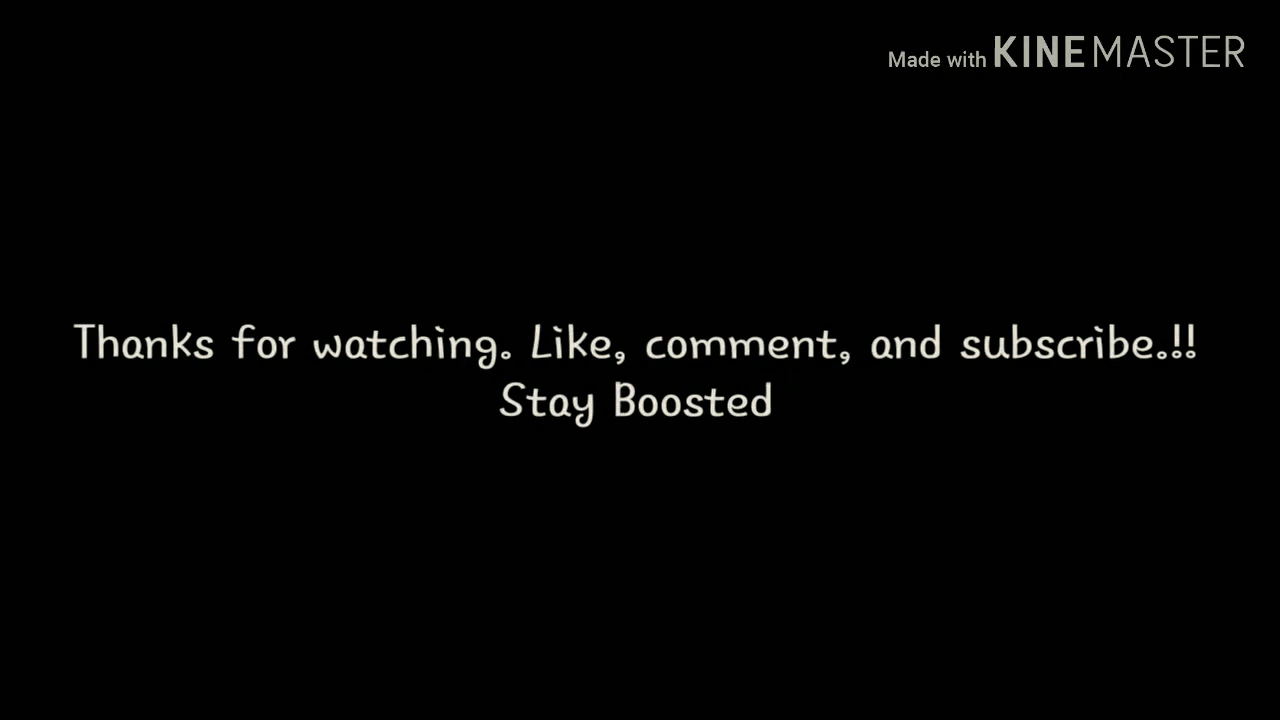 Made with KINEMASTER
Thanks for watching. Like, comment, and subscribe.!!
Stay Boosted